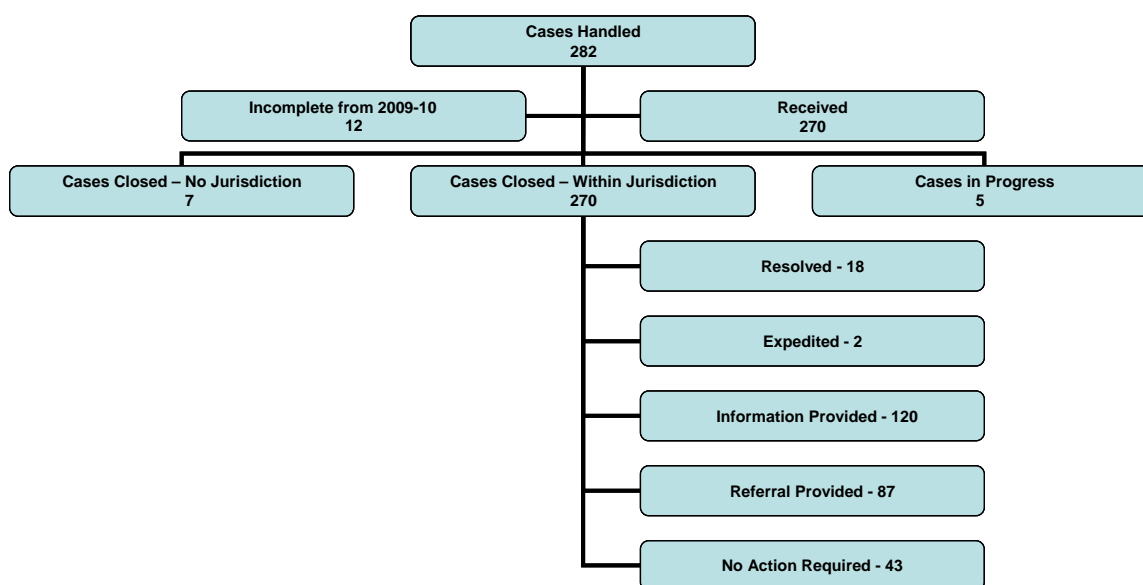 Cases Handled
282
Incomplete from 2009-10
12
Received
270
Cases Closed – No Jurisdiction
7
Cases Closed – Within Jurisdiction
270
Cases in Progress
5
Resolved - 18
Expedited - 2
Information Provided - 120
Referral Provided - 87
No Action Required - 43